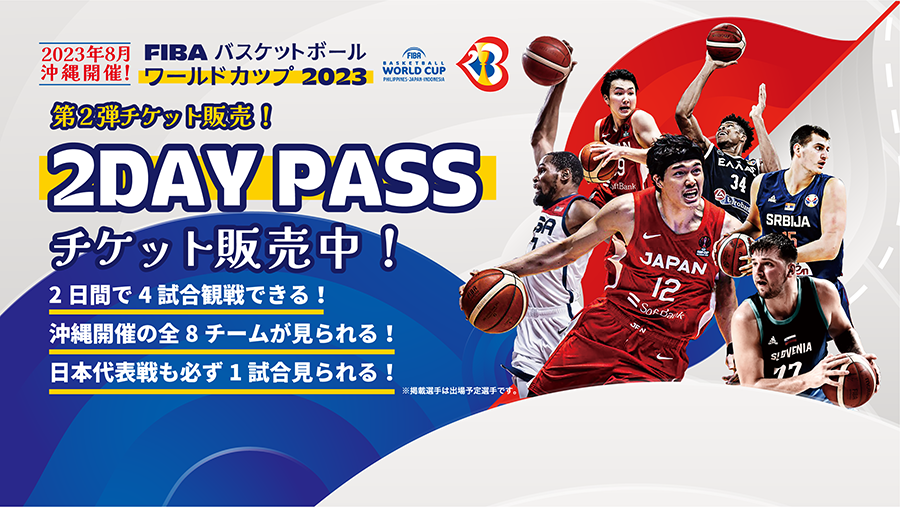 2023年8月
沖縄開催！
FIBA バスケットボール
ワールドカップ 2023
FIBA
BASKETBALL
WORLD CUP
PHILIPPINES-JAPAN-INDONESIA
第2弾チケット販売！
2DAY PASS
チケット販売中！
2日間で4試合観戦できる！
沖縄開催の全8チームが見られる！
日本代表戦も必ず1試合見られる！
※掲載選手は出場予定選手です。
9
SoftBank
ΕΛΛΑΣ
34
SRBIJA
15
JAPAN
12
SoftBank
JPN
SLOVENIA
77